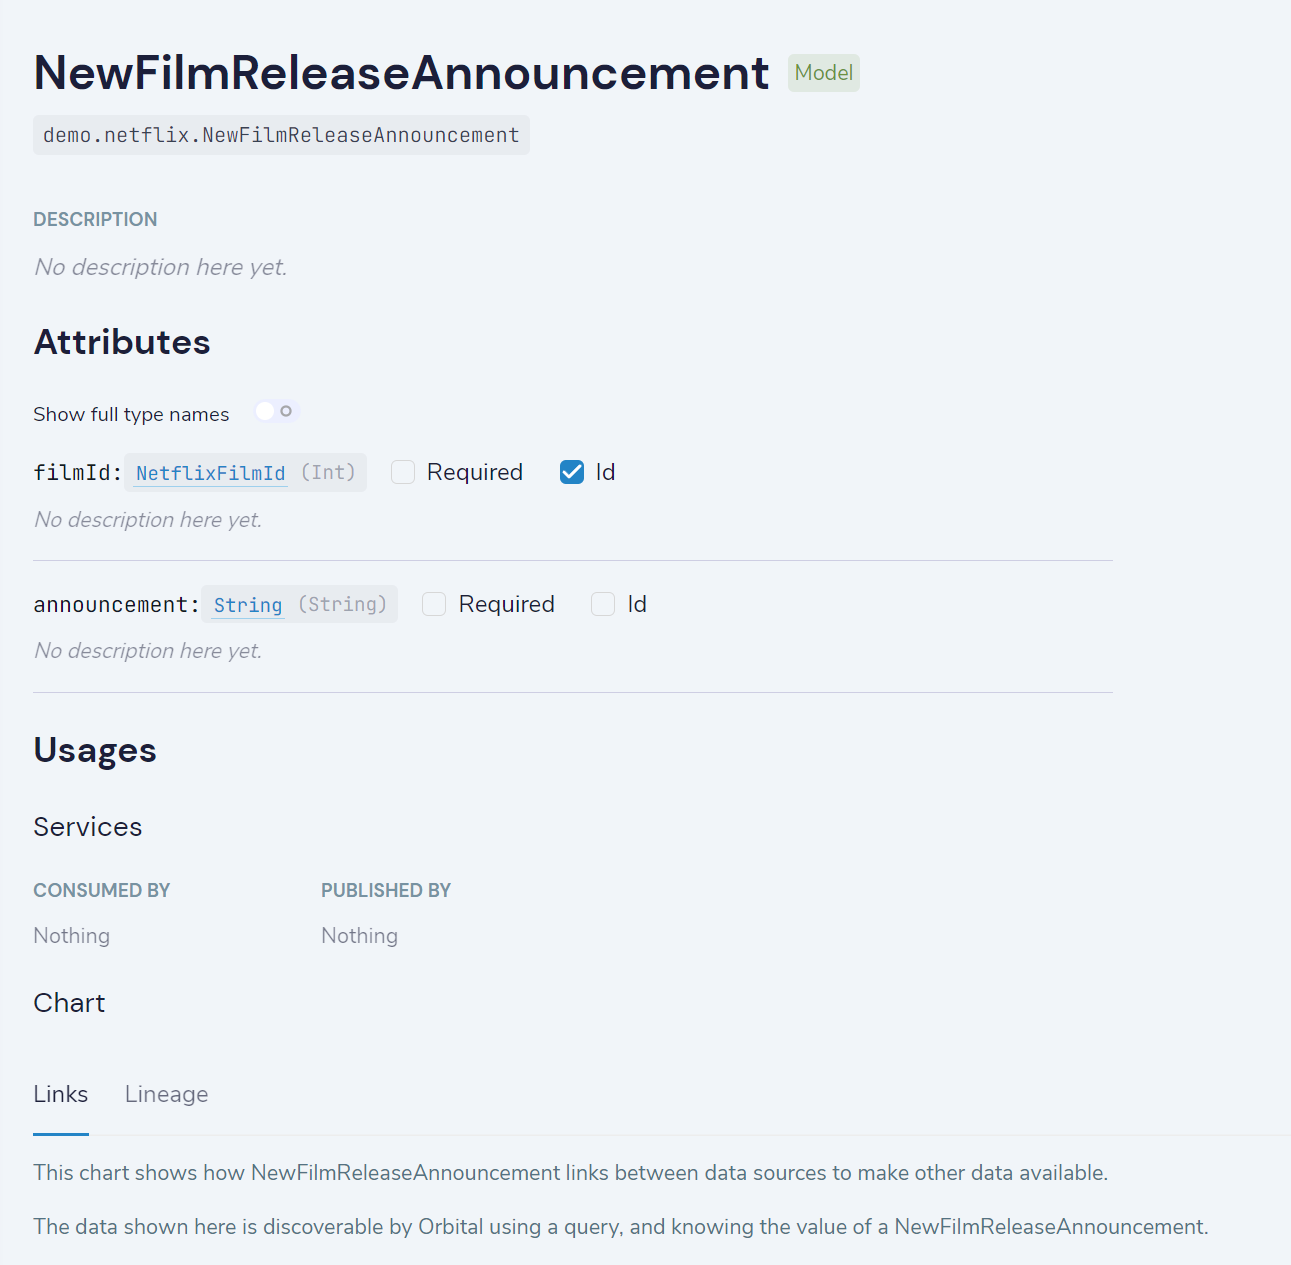 NewFilmReleaseAnnouncement Model
demo.netflix.NewFilmReleaseAnnouncement
DESCRIPTION
No description here yet.
Attributes
Show full type names
filmId: NetflixFilmId (Int) Required Id
No description here yet.
announcement: String (String) Required Id
No description here yet.
Usages
Services
CONSUMED BY PUBLISHED BY
Nothing Nothing
Chart
Links Lineage
This chart shows how NewFilmReleaseAnnouncement links between data sources to make other data available.
The data shown here is discoverable by Orbital using a query, and knowing the value of a NewFilmReleaseAnnouncement.